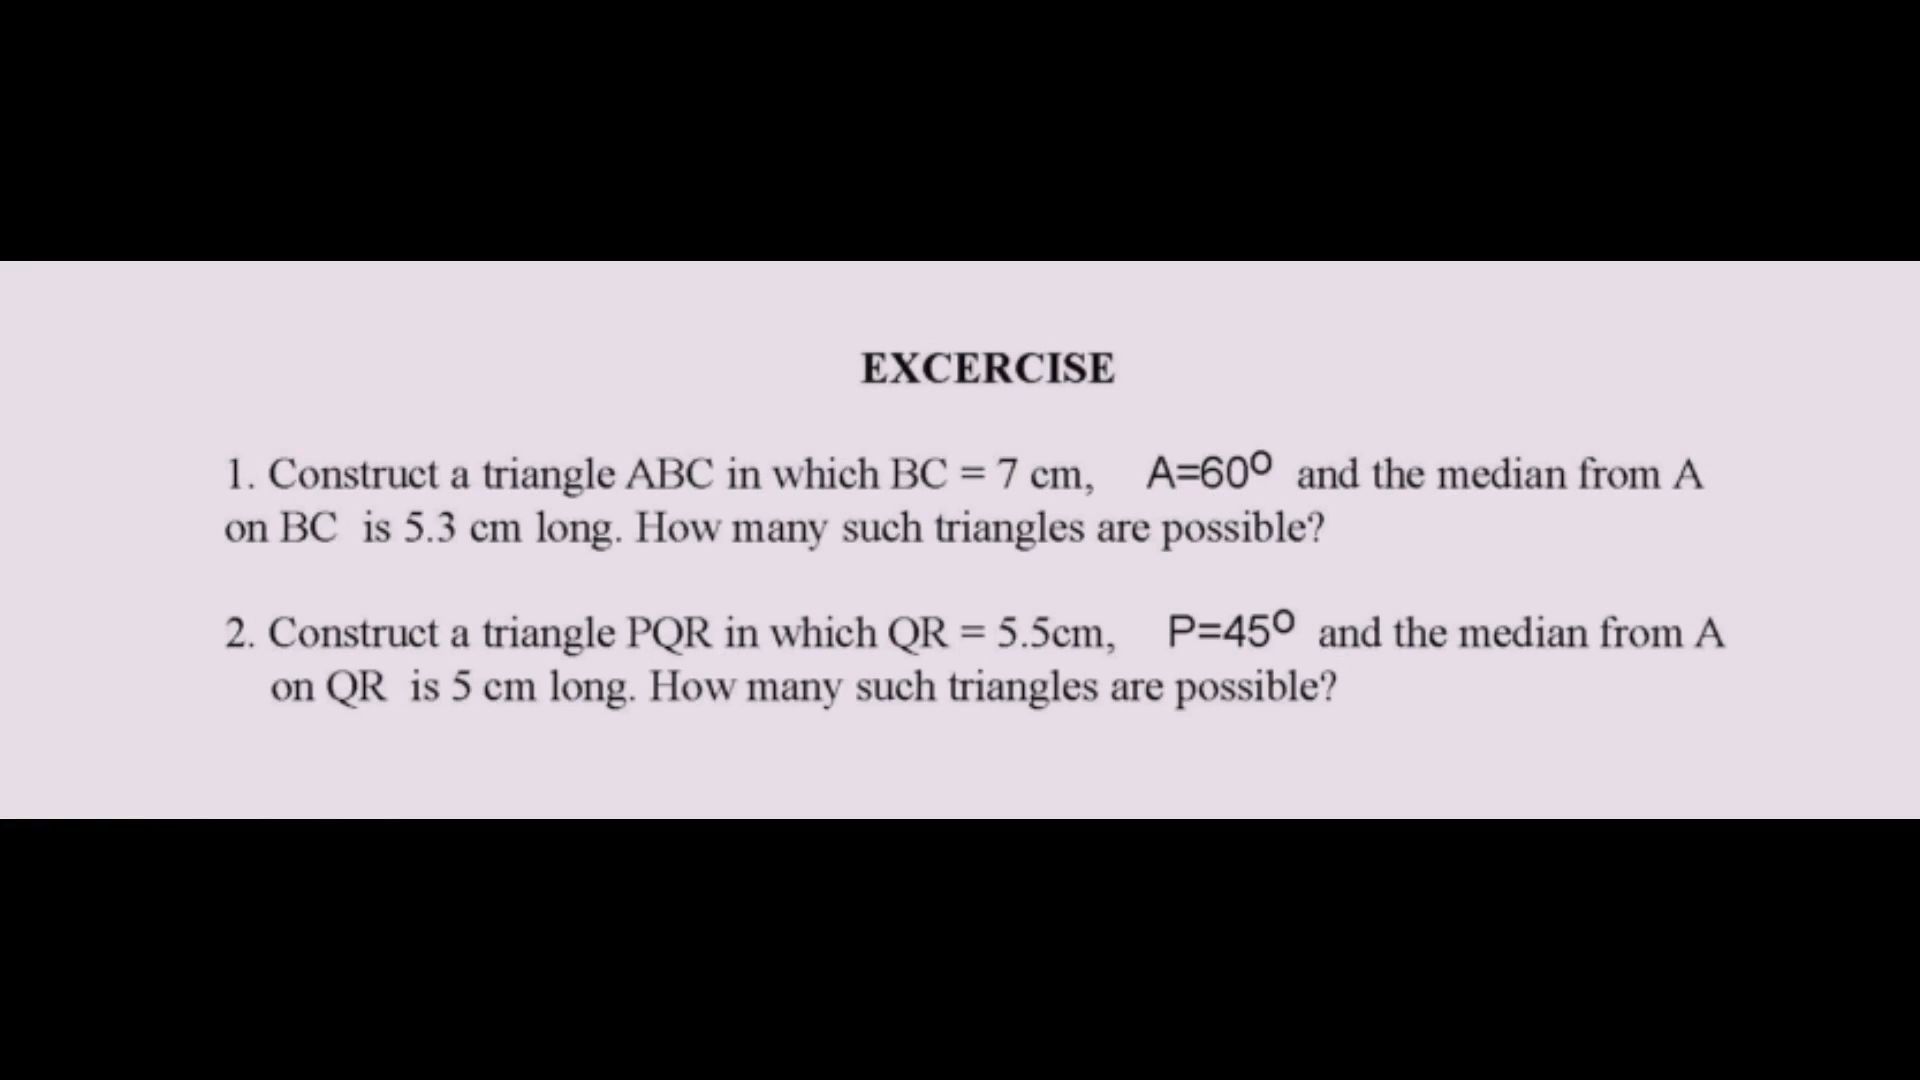 EXCERCISE
1. Construct a triangle ABC in which BC = 7 cm, A=60⁰ and the median from A
on BC is 5.3 cm long. How many such triangles are possible?
2. Construct a triangle PQR in which QR = 5.5cm, P=45⁰ and the median from A
on QR is 5 cm long. How many such triangles are possible?